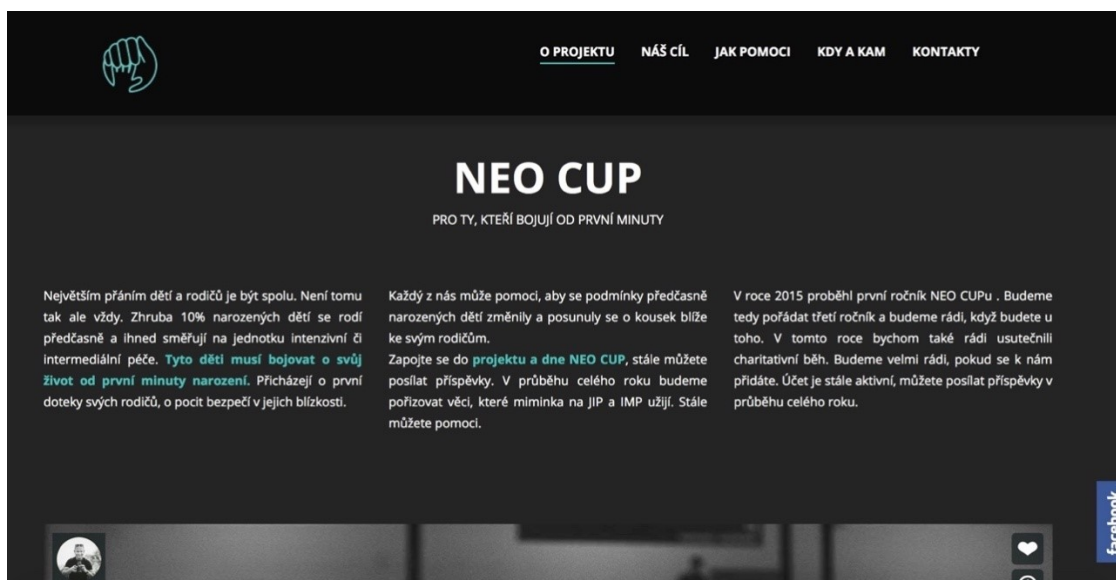 O PROJEKTU NÁŠ CÍL JAK POMOCI KDY A KAM KONTAKTY
NEO CUP
PRO TY, KTEŘÍ BOJUJÍ OD PRVNÍ MINUTY
Největším přáním dětí a rodičů je být spolu. Není tomu
tak ale vždy. Zhruba 10% narozených dětí se rodí
předčasně a ihned směřují na jednotku intenzivní či
intermediální péče. Tyto děti musí bojovat o svůj
život od první minuty narození. Přicházejí o první
doteky svých rodičů, o pocit bezpečí v jejich blízkosti.
Každý z nás může pomoci, aby se podmínky předčasně
narozených dětí změnily a posunuly se o kousek blíže
ke svým rodičům.
Zapojte se do projektu a dne NEO CUP, stále můžete
posílat příspěvky. V průběhu celého roku budeme
pořizovat věci, které miminka na JIP a IMP užijí. Stále
můžete pomoci.
V roce 2015 proběhl první ročník NEO CUPu . Budeme
tedy pořádat třetí ročník a budeme rádi, když budete u
toho. V tomto roce bychom také rádi usutečnili
charitativní běh. Budeme velmi rádi, pokud se k nám
přidáte. Účet je stále aktivní, můžete posílat příspěvky v
průběhu celého roku.
facebook